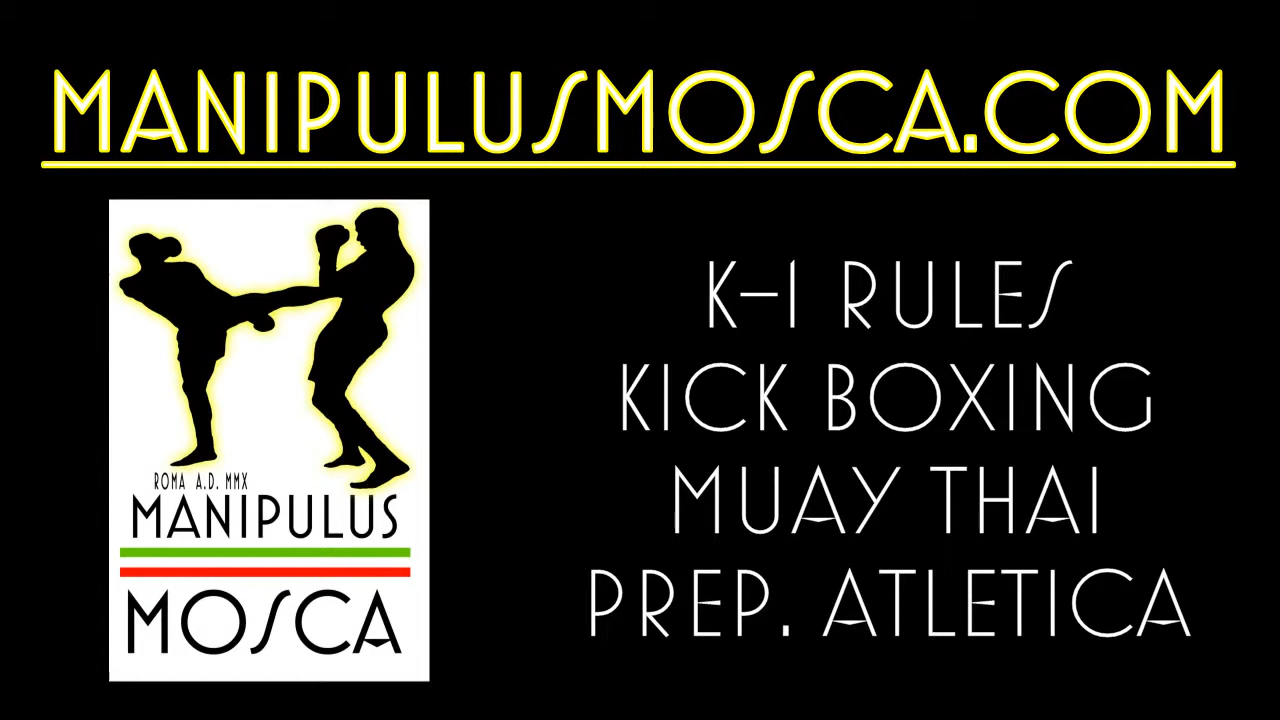 MANIPULUSMOSCA.COM
ROMA A.D. MMX
MANIPULUS
MOSCA
K-1 RULES
KICK BOXING
MUAY THAI
PREP. ATLETICA